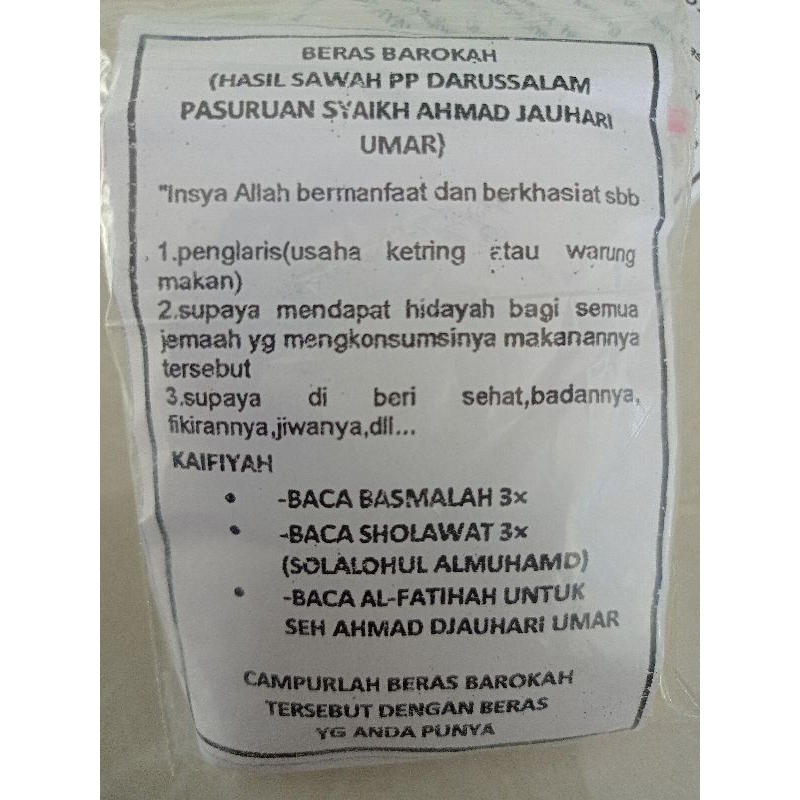 BERAS BAROKAH
(HASIL SAWAH PP DARUSSALAM
PASURUAN SYAIKH AHMAD JAUHARI
UMAR}
"Insya Allah bermanfaat dan berkhasiat sbb
1.penglaris(usaha ketring atau warung
makan)
2.supaya mendapat hidayah bagi semua
jemaah yg mengkonsumsinya makanannya
tersebut
3.supaya di beri sehat,badannya,
fikirannya,jiwanya,dll...
KAIFIYAH
• -BACA BASMALAH 3x
• -BACA SHOLAWAT 3x
(SOLALOHUL ALMUHAMD)
• -BACA AL-FATIHAH UNTUK
SEH AHMAD DJAUHARI UMAR
CAMPURLAH BERAS BAROKAH
TERSEBUT DENGAN BERAS
YG ANDA PUNYA